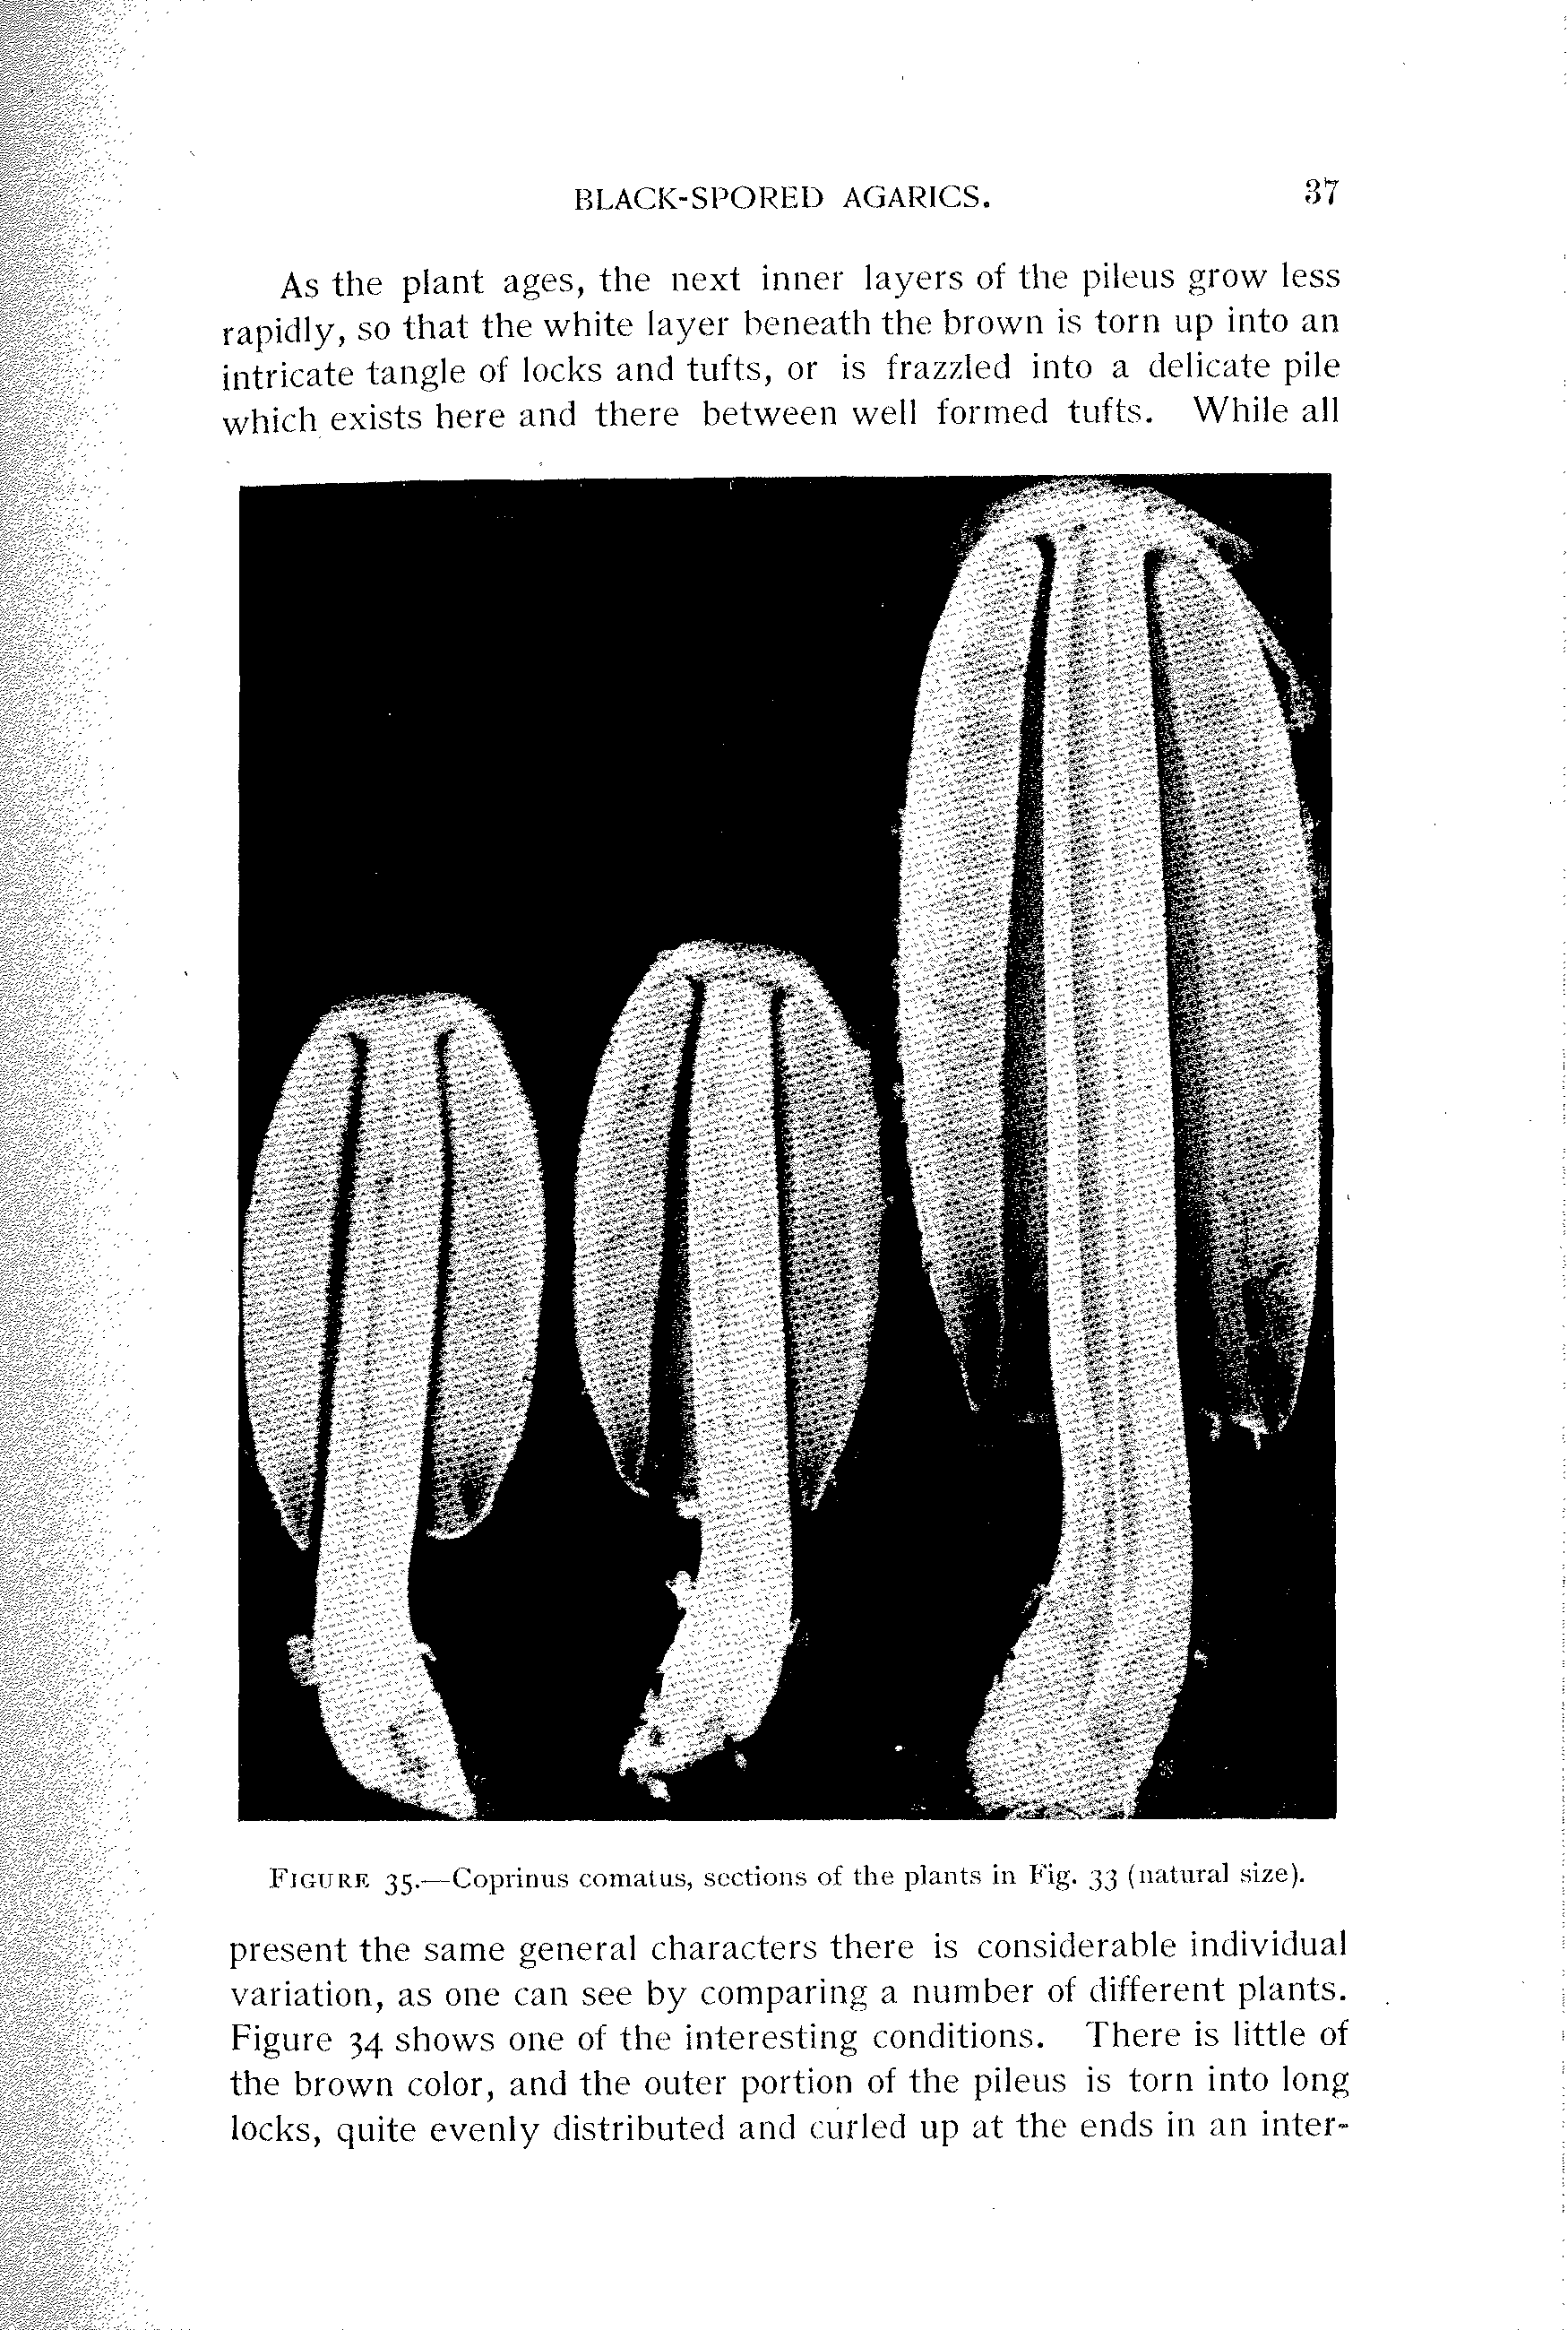 BLACK-SPORED AGARICS. 37
As the plant ages, the next inner layers of the pileus grow less
rapidly, so that the white layer beneath the brown is torn up into an
intricate tangle of locks and tufts, or is frazzled into a delicate pile
which exists here and there between well formed tufts. While all
FIGURE 35.—Coprinus comatus, sections of the plants in Fig. 33 (natural size).
present the same general characters there is considerable individual
variation, as one can see by comparing a number of different plants.
Figure 34 shows one of the interesting conditions. There is little of
the brown color, and the outer portion of the pileus is torn into long
locks, quite evenly distributed and curled up at the ends in an inter-